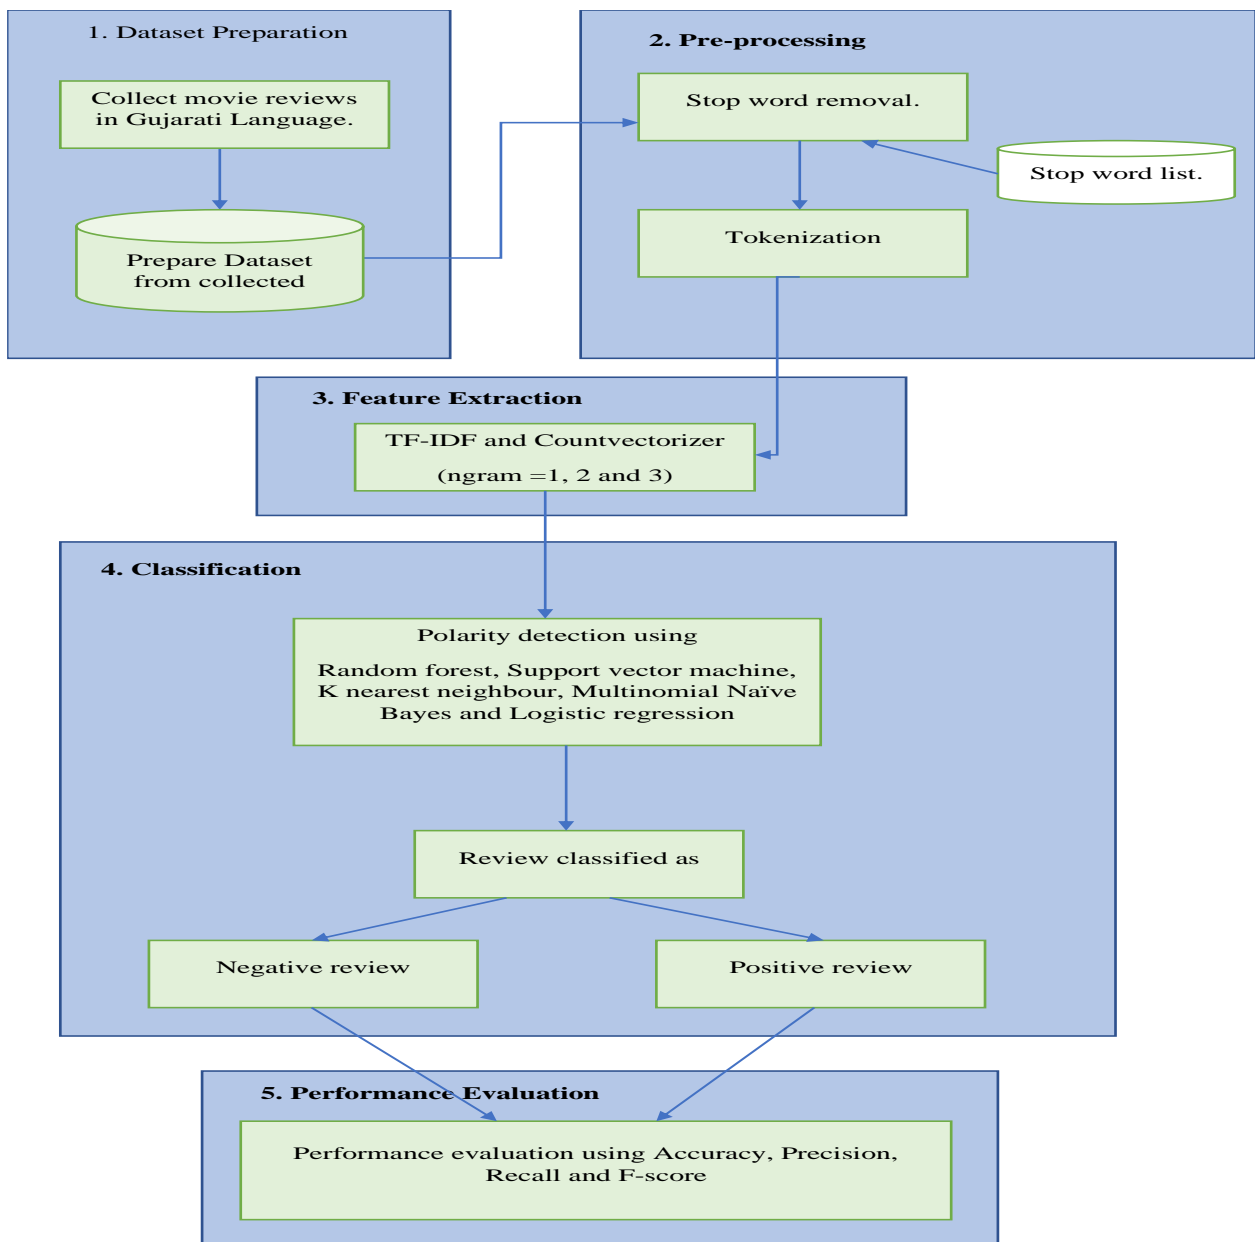 1. Dataset Preparation
Collect movie reviews
in Gujarati Language.
Prepare Dataset
from collected
2. Pre-processing
Stop word removal.
Stop word list.
Tokenization
3. Feature Extraction
TF-IDF and Countvectorizer
(ngram =1, 2 and 3)
4. Classification
Polarity detection using
Random forest, Support vector machine,
K nearest neighbour, Multinomial Naïve
Bayes and Logistic regression
Review classified as
Negative review
Positive review
5. Performance Evaluation
Performance evaluation using Accuracy, Precision,
Recall and F-score